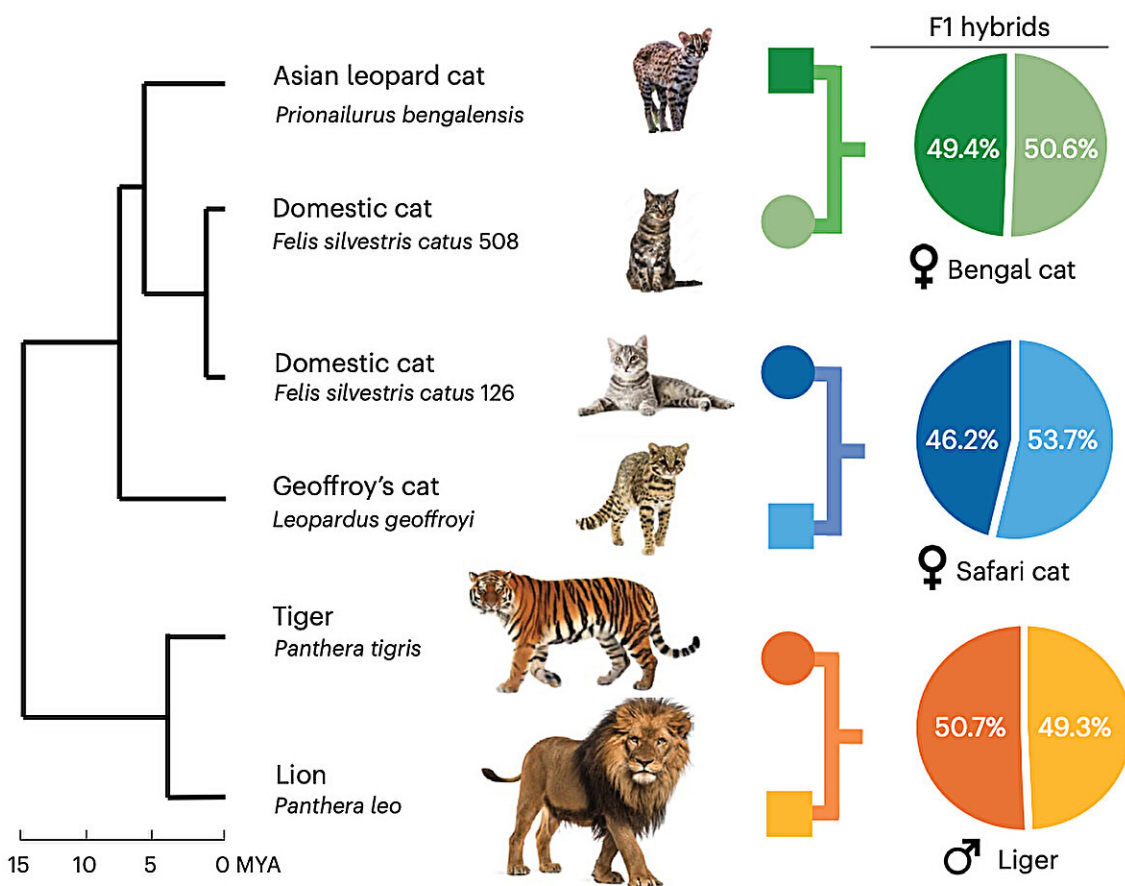 F1 hybrids
Asian leopard cat
Prionailurus bengalensis
49.4%
50.6%
Domestic cat
Felis silvestris catus 508
♀ Bengal cat
Domestic cat
Felis silvestris catus 126
46.2%
53.7%
Geoffroy's cat
Leopardus geoffroyi
♀ Safari cat
Tiger
Panthera tigris
50.7%
49.3%
Lion
Panthera leo
♂ Liger
15 10 5 0 MYA